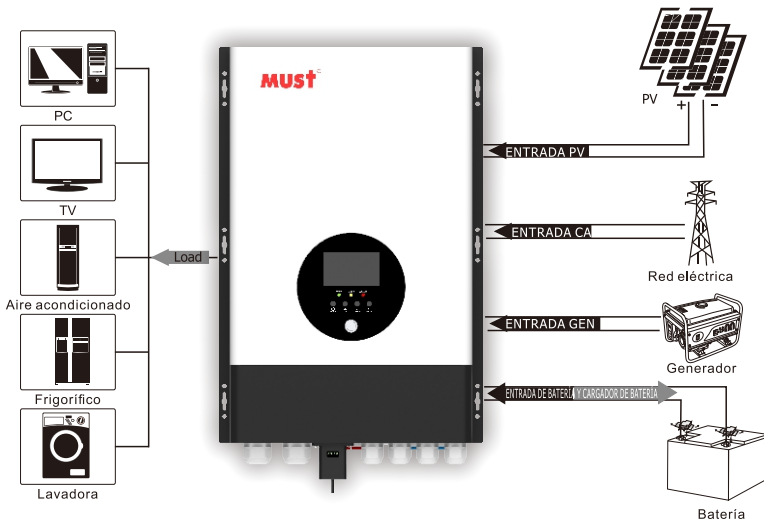 MUST
PC
TV
Aire acondicionado
Frigorífico
Lavadora
Load
PV
+ −
ENTRADA PV
ENTRADA CA
Red eléctrica
ENTRADA GEN
Generador
ENTRADA DE BATERÍA Y CARGADOR DE BATERIA
Batería